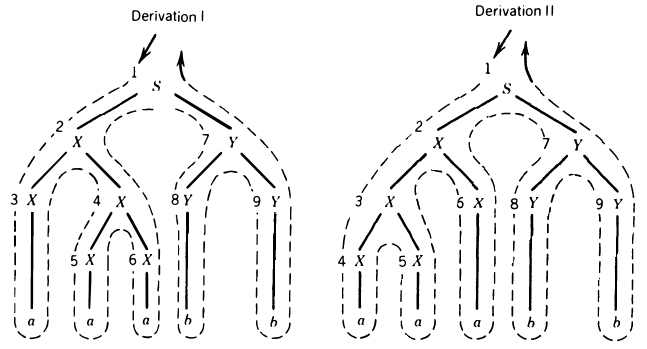 Derivation I Derivation II
1 1
S S
2 2
X 7 Y X 7 Y
3 X 4 X 8 Y 9 Y 3 X 6 X 8 Y 9 Y
5 X 6 X 4 X 5 X
a a a b b a a a b b